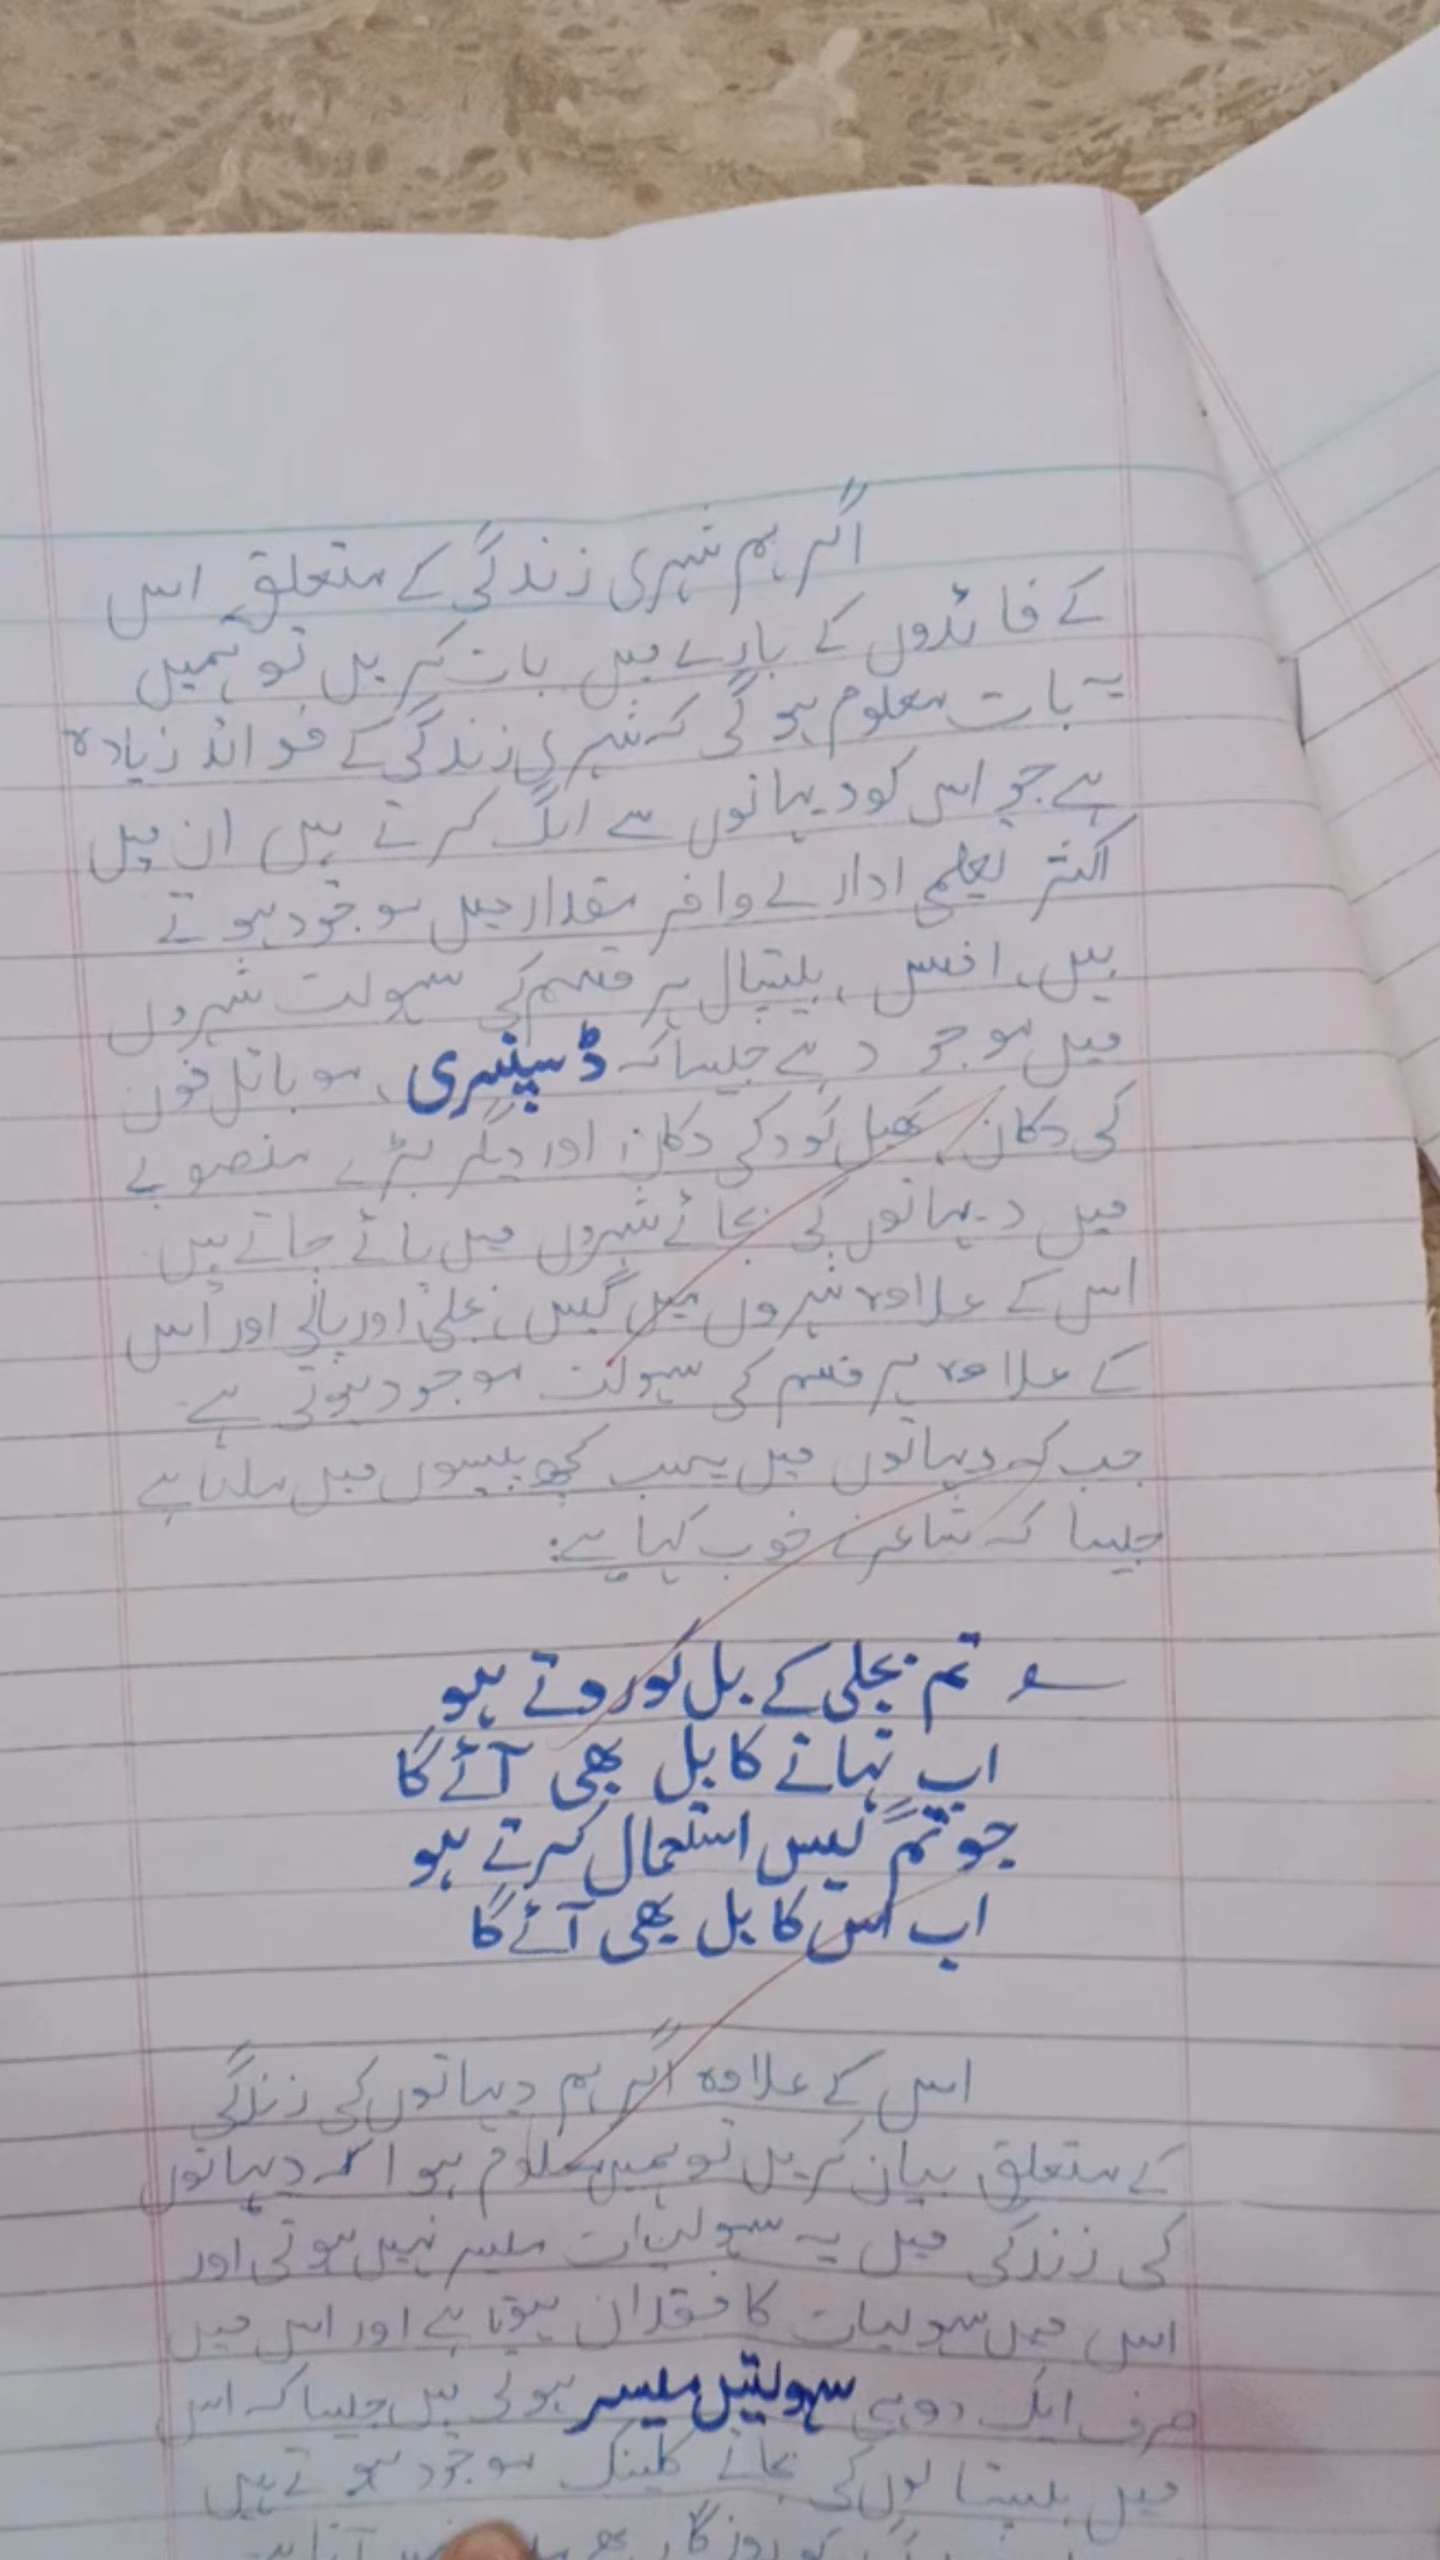 اگر ہم شہری زندگی کے متعلق اس
کے فائدوں کے بارے میں بات کریں تو ہمیں
یہ بات معلوم ہو گی کہ شہری زندگی کے فوائد زیادہ
ہے جو اس کو دیہاتوں سے الگ کرتے ہیں ان میں
اکثر تعلیمی ادارے وافر مقدار میں موجود ہوتے
ہیں، افس، ہسپتال ہر قسم کی سہولت شہروں
میں موجود ہے جیسا کہ ڈسپنسری، موبائل فون
کی دکان، کھیل کود کی دکان، اور دیگر بڑے منصوبے
میں دیہاتوں کی بجائے شہروں میں پائے جاتے ہیں۔
اس کے علاوہ شہروں میں گیس، بجلی اور پانی اور اس
کے علاوہ ہر قسم کی سہولت موجود ہوتی ہے۔
جب کہ دیہاتوں میں یہ سب کچھ پیسوں میں ملتا ہے
جیسا کہ شاعر نے خوب کہا ہے:
تم بجلی کے بل کو روتے ہو
اب نہانے کا بل بھی آئے گا
جو تم گیس استعمال کرتے ہو
اب اس کا بل بھی آئے گا
اس کے علاوہ اگر ہم دیہاتوں کی زندگی
کے متعلق بیان کریں تو ہمیں معلوم ہوا کہ دیہاتوں
کی زندگی میں یہ سہولیات میسر نہیں ہوتی اور
اس میں سہولیات کا فقدان ہوتا ہے اور اس میں
صرف ایک دو ہی سہولتیں میسر ہوتی ہیں جیسا کہ اس
میں ہسپتالوں کی بجائے کلینک موجود ہوتے ہیں